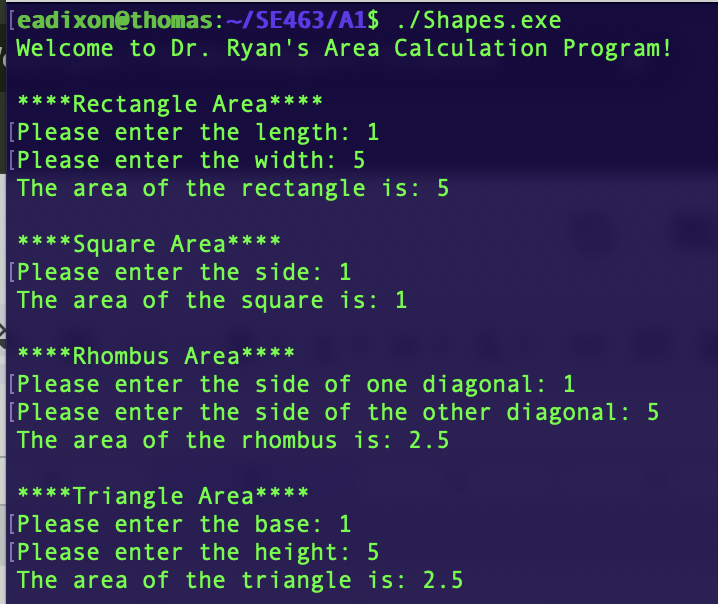 [eadixon@thomas:~/SE463/A1$ ./Shapes.exe
Welcome to Dr. Ryan's Area Calculation Program!

****Rectangle Area****
[Please enter the length: 1
[Please enter the width: 5
The area of the rectangle is: 5

****Square Area****
[Please enter the side: 1
The area of the square is: 1

****Rhombus Area****
[Please enter the side of one diagonal: 1
[Please enter the side of the other diagonal: 5
The area of the rhombus is: 2.5

****Triangle Area****
[Please enter the base: 1
[Please enter the height: 5
The area of the triangle is: 2.5